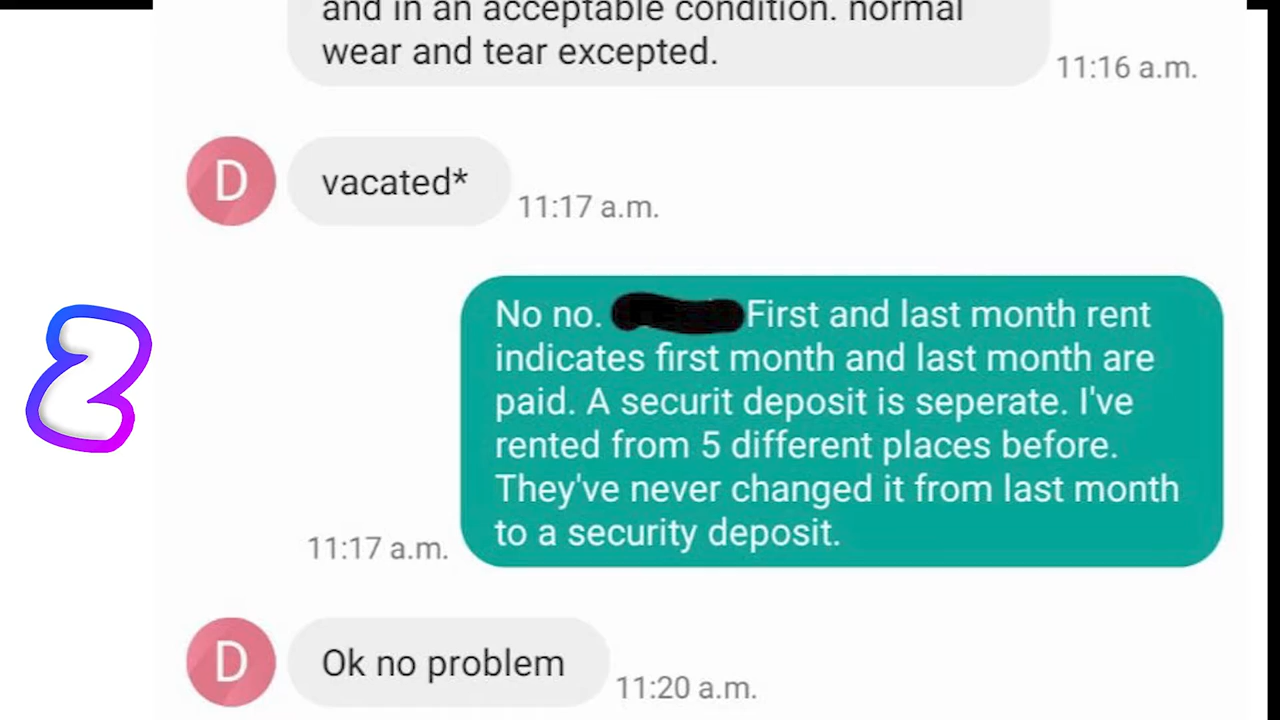 and in an acceptable condition. normal
wear and tear excepted.
11:16 a.m.
D
vacated*
11:17 a.m.
No no. First and last month rent
indicates first month and last month are
paid. A securit deposit is seperate. I've
rented from 5 different places before.
They've never changed it from last month
to a security deposit.
11:17 a.m.
2
D
Ok no problem
11:20 a.m.